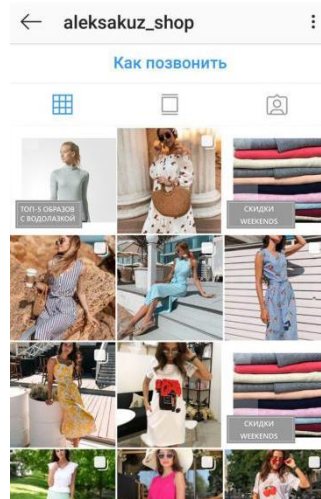 aleksakuz_shop
Как позвонить
ТОП-5 ОБРАЗОВ
С ВОДОЛАЗКОЙ
СКИДКИ
WEEKENDS
СКИДКИ
WEEKENDS